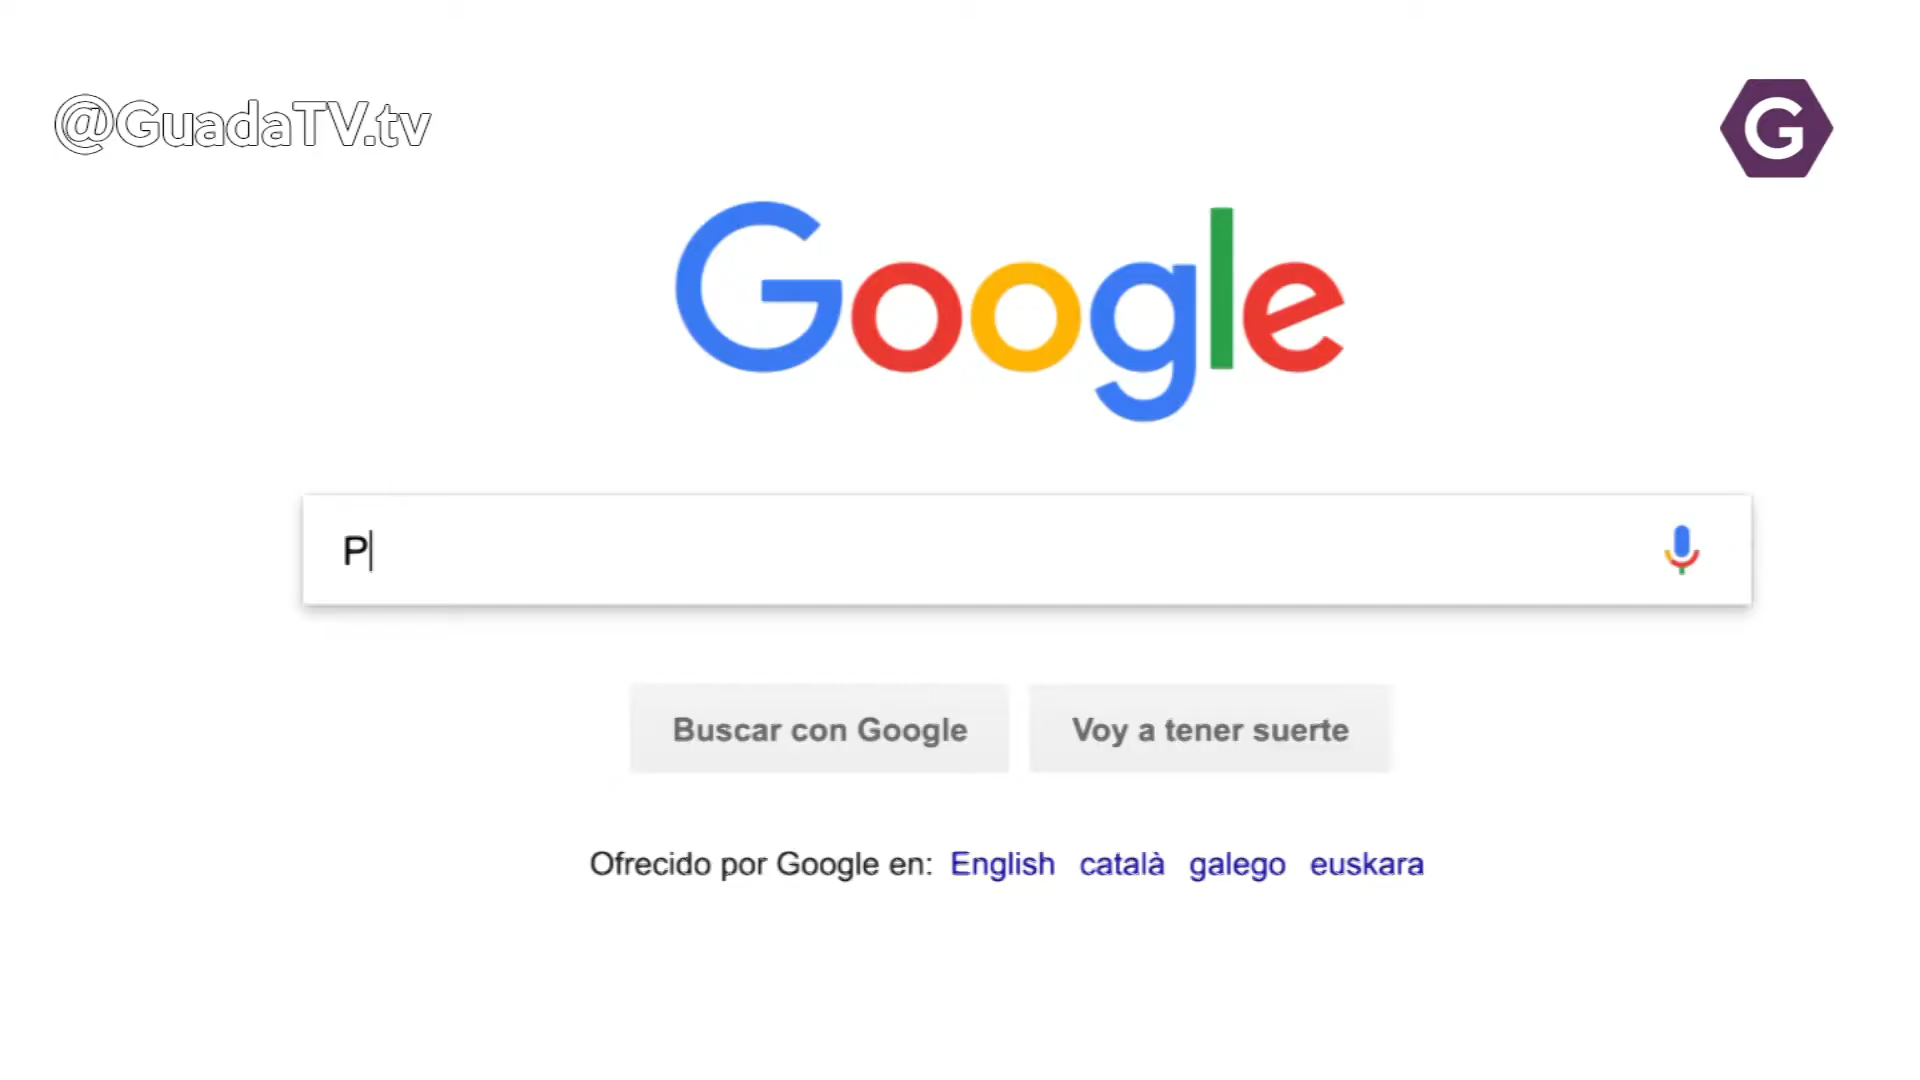 @GuadaTV.tv
G
Google
P
Buscar con Google
Voy a tener suerte
Ofrecido por Google en: English català galego euskara